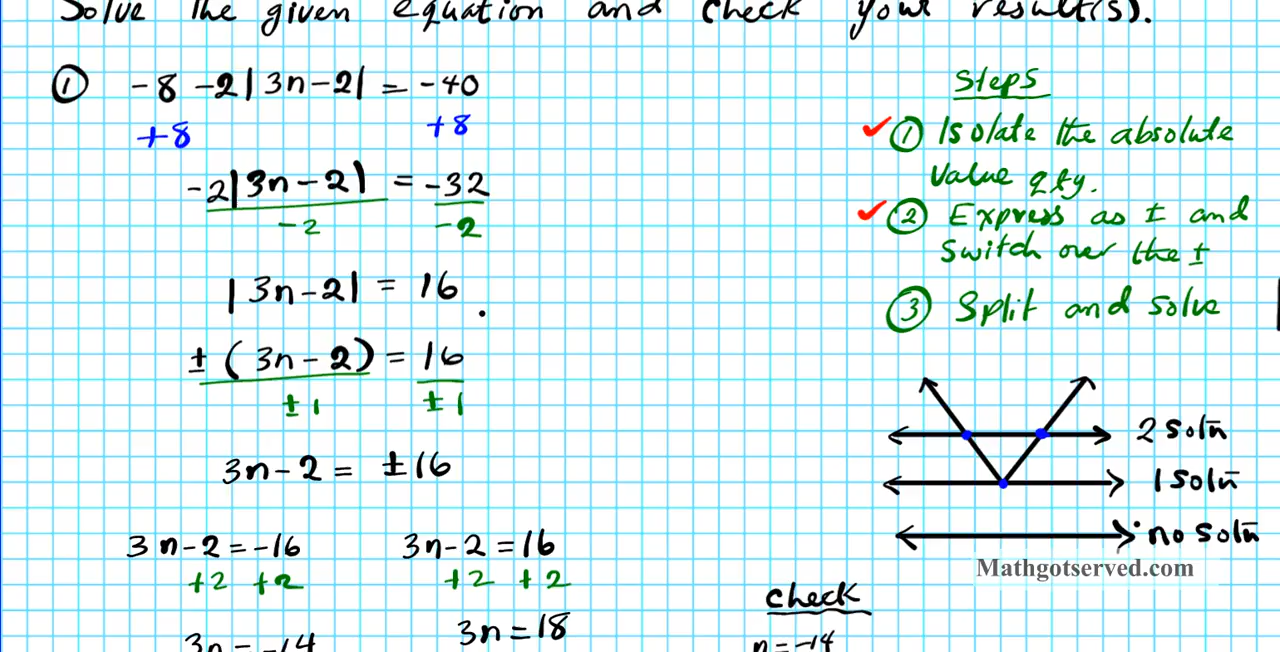 Solve the given equation and check your result(s).
① -8 -2|3n-2| = -40
+8 +8
-2|3n-2| = -32
-2 -2
|3n-2| = 16
± (3n-2) = 16
±1 ±1
3n-2 = ±16
3n-2 = -16 3n-2 = 16
+2 +2 +2 +2
3n = -14 3n = 18
Steps
✓ ① Isolate the absolute
value qty.
✓ ② Express as ± and
switch over the ±
③ Split and solve
2 soln̄
1 soln̄
no soln̄
Mathgotserved.com
check
n = -14